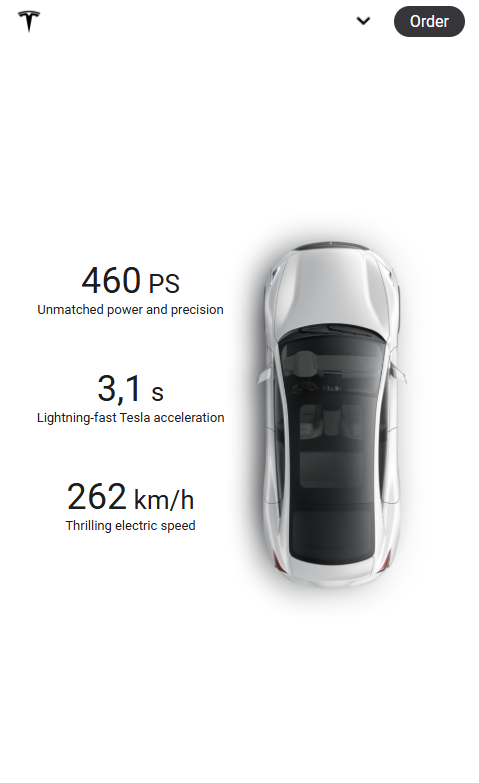 Order
460 PS
Unmatched power and precision
3,1 s
Lightning-fast Tesla acceleration
262 km/h
Thrilling electric speed